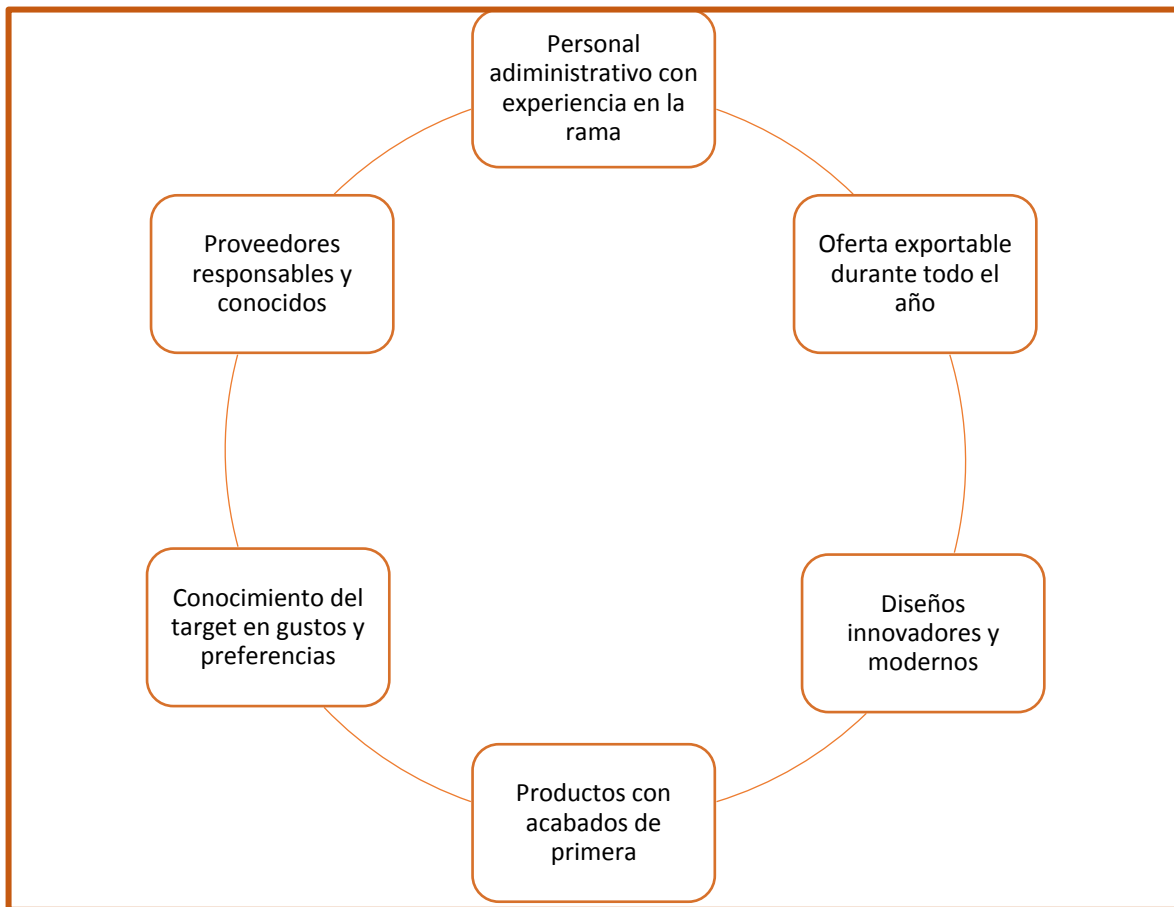 Personal
adiministrativo con
experiencia en la
rama
Oferta exportable
durante todo el
año
Diseños
innovadores y
modernos
Productos con
acabados de
primera
Conocimiento del
target en gustos y
preferencias
Proveedores
responsables y
conocidos